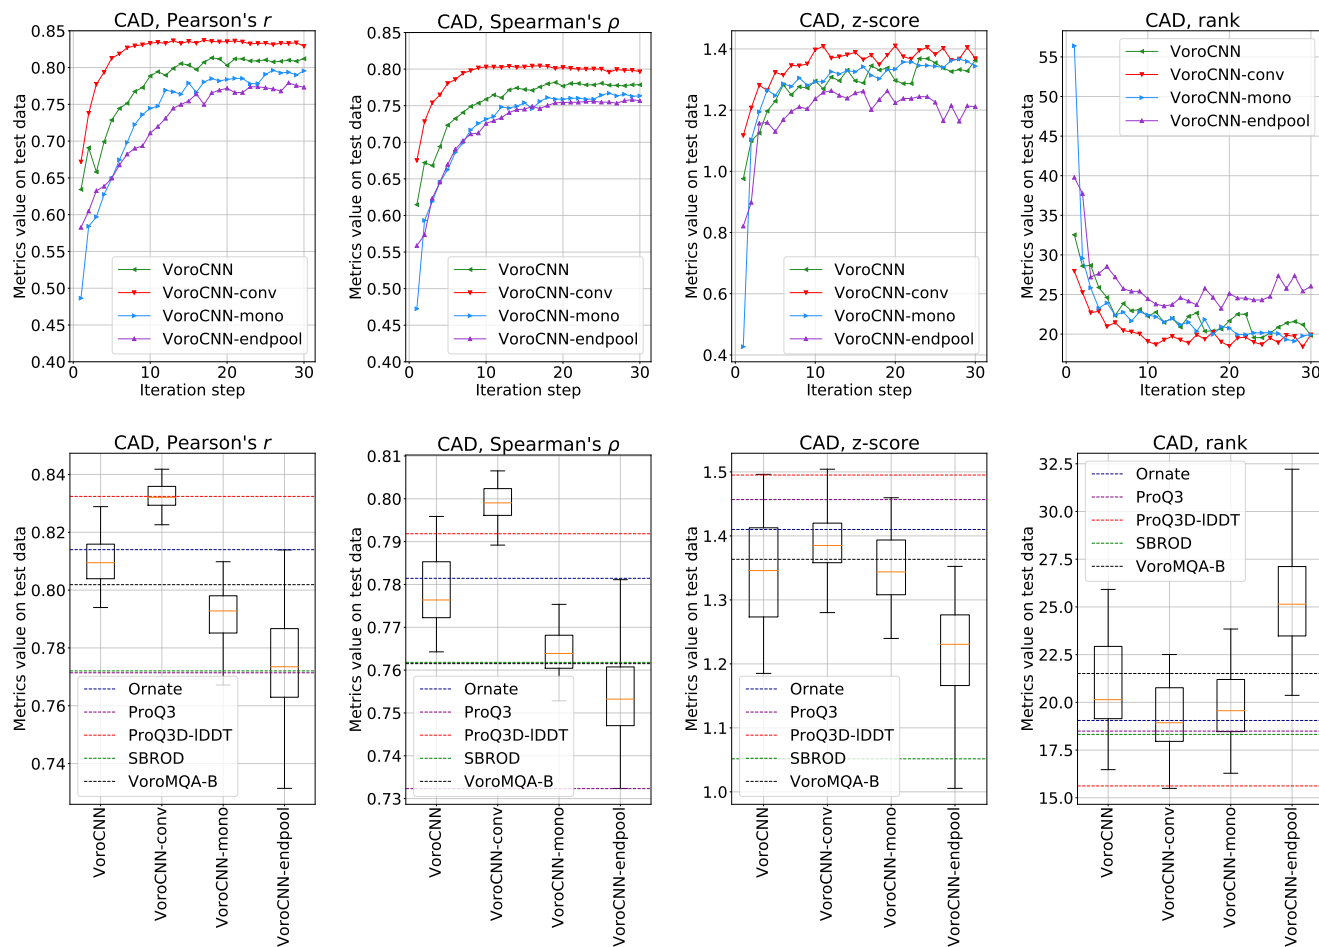 CAD, Pearson's r
Metrics value on test data
0.85
0.80
0.75
0.70
0.65
0.60
0.55
0.50
0.45
0.40
VoroCNN
VoroCNN-conv
VoroCNN-mono
VoroCNN-endpool
0 10 20 30
Iteration step
CAD, Spearman's ρ
Metrics value on test data
0.85
0.80
0.75
0.70
0.65
0.60
0.55
0.50
0.45
0.40
VoroCNN
VoroCNN-conv
VoroCNN-mono
VoroCNN-endpool
0 10 20 30
Iteration step
CAD, z-score
Metrics value on test data
1.4
1.2
1.0
0.8
0.6
0.4
VoroCNN
VoroCNN-conv
VoroCNN-mono
VoroCNN-endpool
0 10 20 30
Iteration step
CAD, rank
Metrics value on test data
55
50
45
40
35
30
25
20
VoroCNN
VoroCNN-conv
VoroCNN-mono
VoroCNN-endpool
0 10 20 30
Iteration step
CAD, Pearson's r
Metrics value on test data
0.84
0.82
0.80
0.78
0.76
0.74
Ornate
ProQ3
ProQ3D-lDDT
SBROD
VoroMQA-B
VoroCNN
VoroCNN-conv
VoroCNN-mono
VoroCNN-endpool
CAD, Spearman's ρ
Metrics value on test data
0.81
0.80
0.79
0.78
0.77
0.76
0.75
0.74
0.73
Ornate
ProQ3
ProQ3D-lDDT
SBROD
VoroMQA-B
VoroCNN
VoroCNN-conv
VoroCNN-mono
VoroCNN-endpool
CAD, z-score
Metrics value on test data
1.5
1.4
1.3
1.2
1.1
1.0
Ornate
ProQ3
ProQ3D-lDDT
SBROD
VoroMQA-B
VoroCNN
VoroCNN-conv
VoroCNN-mono
VoroCNN-endpool
CAD, rank
Metrics value on test data
32.5
30.0
27.5
25.0
22.5
20.0
17.5
15.0
Ornate
ProQ3
ProQ3D-lDDT
SBROD
VoroMQA-B
VoroCNN
VoroCNN-conv
VoroCNN-mono
VoroCNN-endpool